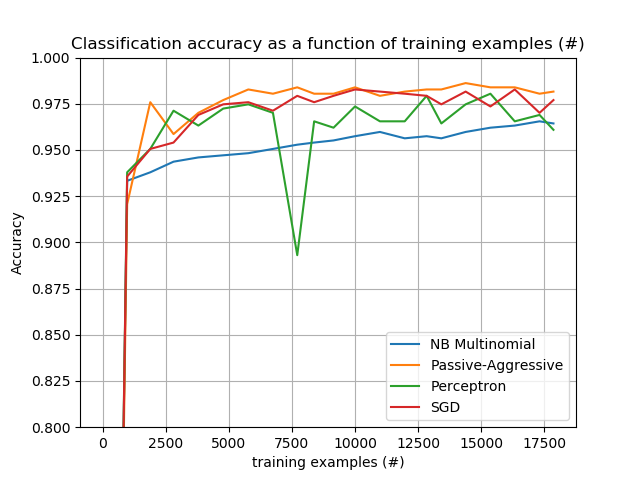 Classification accuracy as a function of training examples (#)
1.000
0.975
0.950
0.925
0.900
0.875
0.850
0.825
0.800
Accuracy
NB Multinomial
Passive-Aggressive
Perceptron
SGD
0 2500 5000 7500 10000 12500 15000 17500
training examples (#)